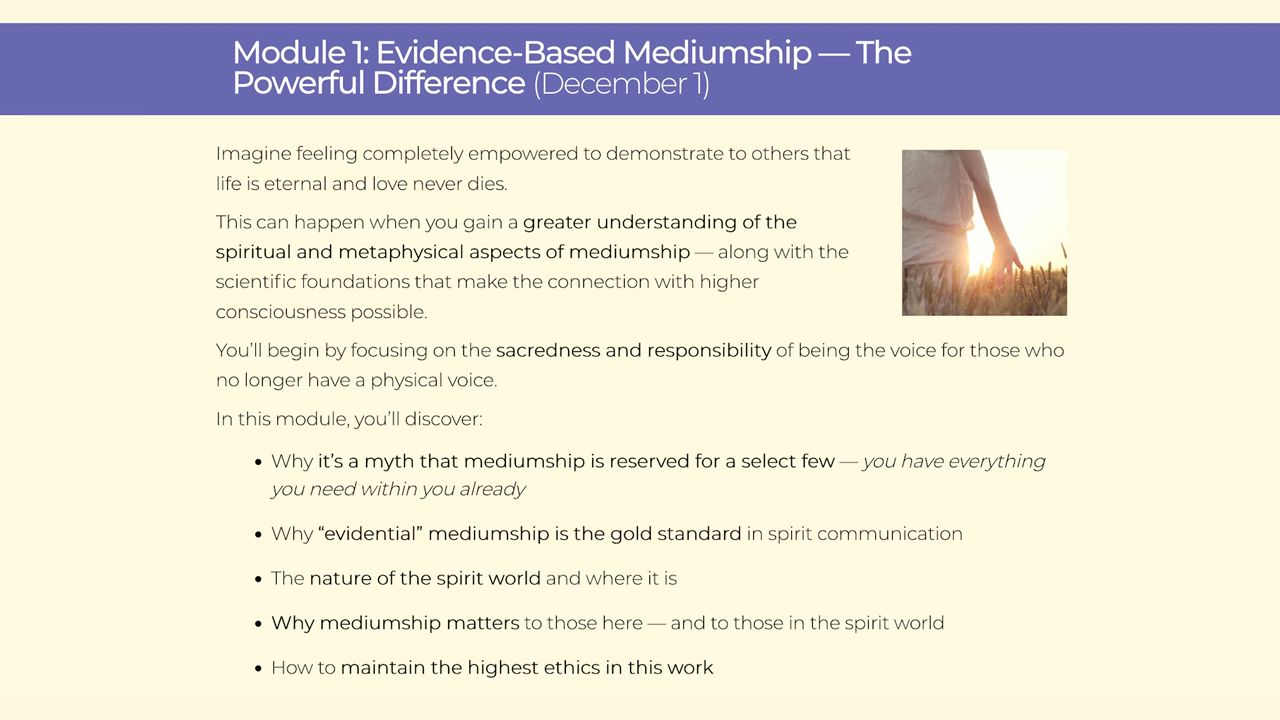 Module 1: Evidence-Based Mediumship — The
Powerful Difference (December 1)
Imagine feeling completely empowered to demonstrate to others that
life is eternal and love never dies.
This can happen when you gain a greater understanding of the
spiritual and metaphysical aspects of mediumship — along with the
scientific foundations that make the connection with higher
consciousness possible.
You’ll begin by focusing on the sacredness and responsibility of being the voice for those who
no longer have a physical voice.
In this module, you’ll discover:
• Why it’s a myth that mediumship is reserved for a select few — you have everything
you need within you already
• Why “evidential” mediumship is the gold standard in spirit communication
• The nature of the spirit world and where it is
• Why mediumship matters to those here — and to those in the spirit world
• How to maintain the highest ethics in this work